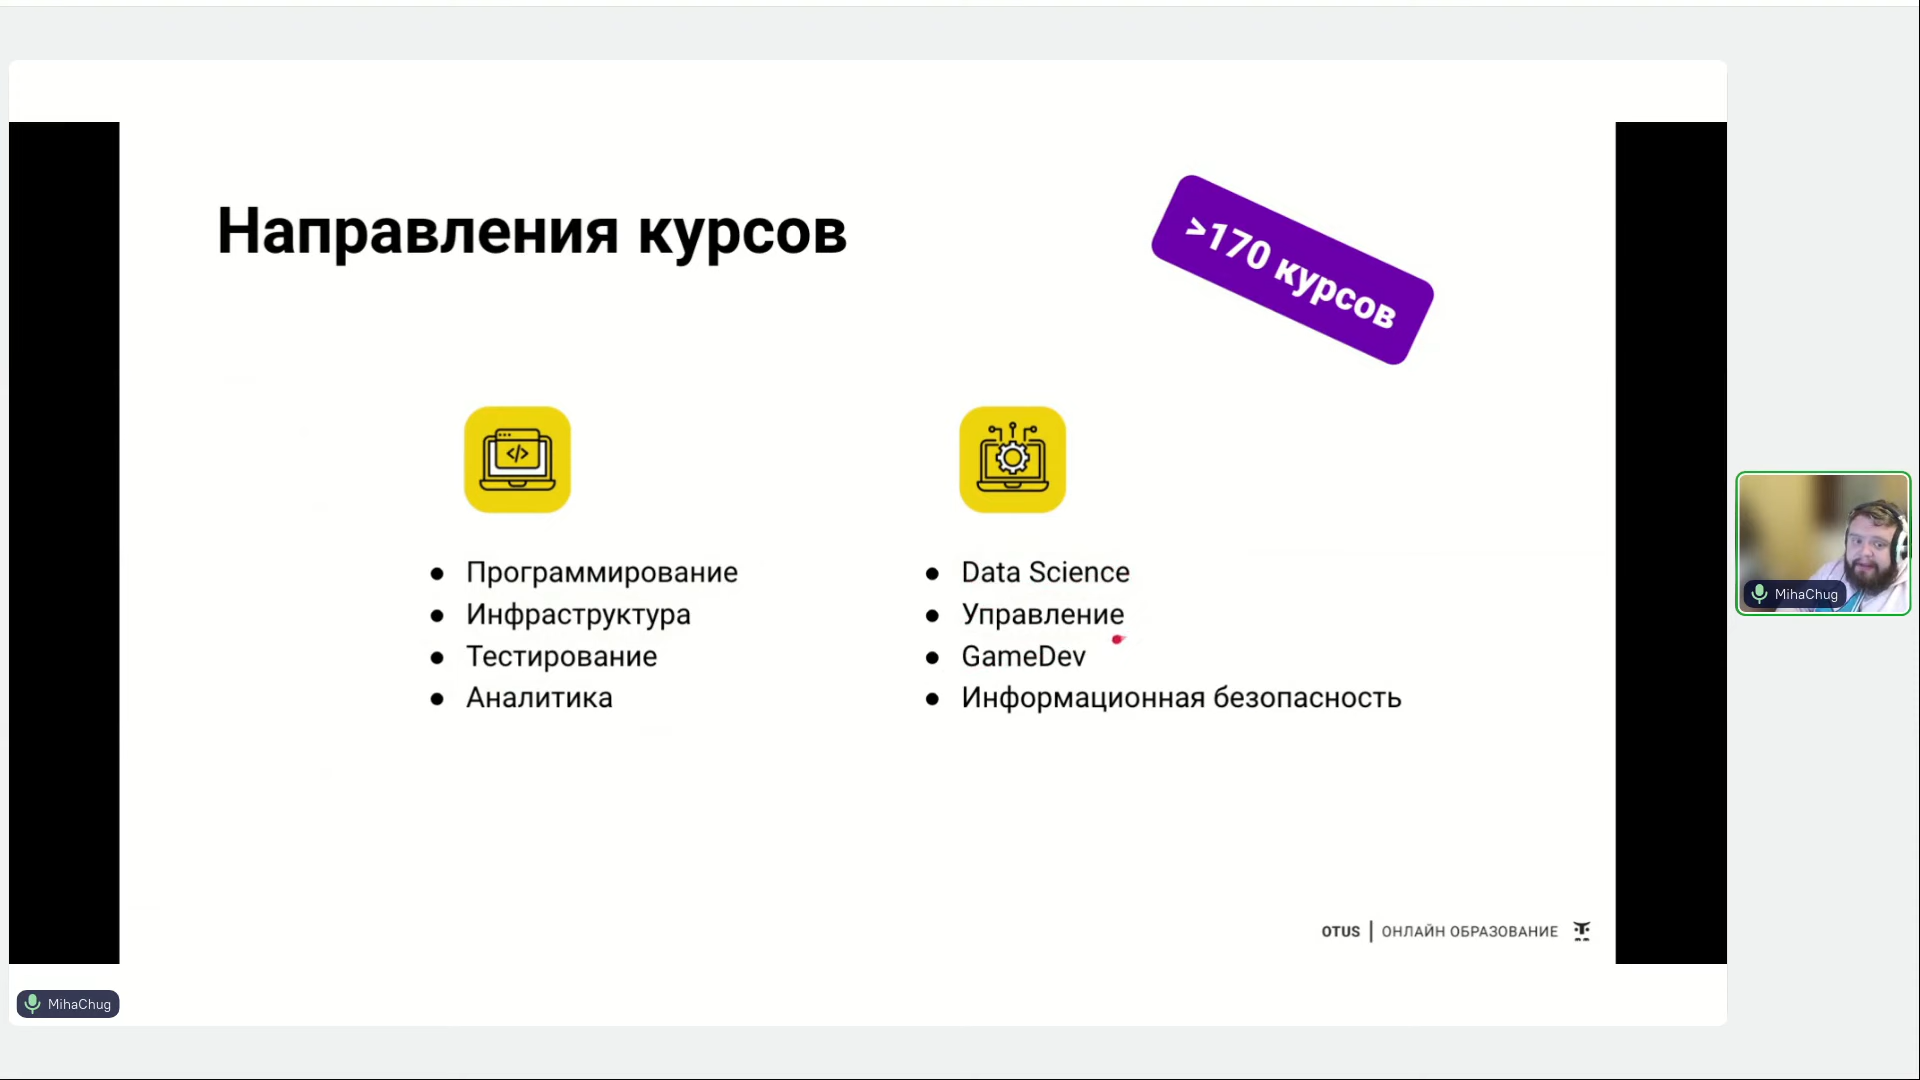 Направления курсов
>170 курсов
</>
Программирование
Инфраструктура
Тестирование
Аналитика
Data Science
Управление
GameDev
Информационная безопасность
OTUS | ОНЛАЙН ОБРАЗОВАНИЕ
MihaChug
MihaChug